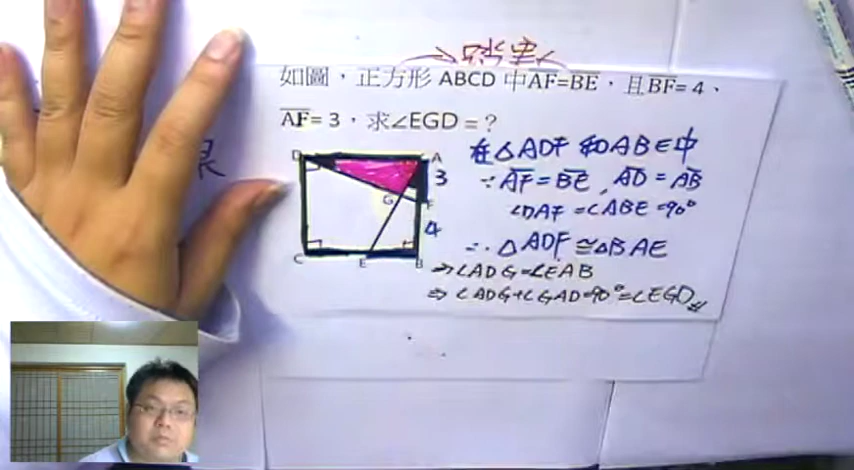 如圖，正方形 ABCD 中AF=BE，且BF= 4、
AF= 3，求∠EGD = ?
D
A
3
G
F
4
C
E
B
在△ADF 和ABE中
∵ AF = BE , AD = AB
∠DAF = ∠ABE = 90°
∴ △ADF ≅ △BAE
⇒ ∠ADG = ∠EAB
⇒ ∠ADG + ∠GAD = 90° = ∠EGD